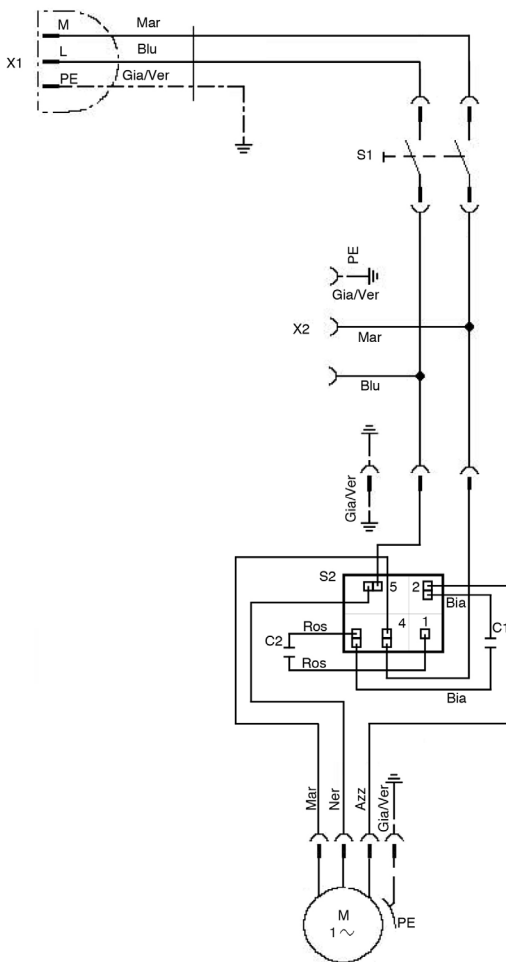 M
Mar
L
Blu
X1
PE
Gia/Ver
S1
PE
Gia/Ver
X2
Mar
Blu
Gia/Ver
S2
5
2
Bia
Ros
4
1
C2
C1
Ros
Bia
Mar
Ner
Azz
Gia/Ver
M
1 ~
PE